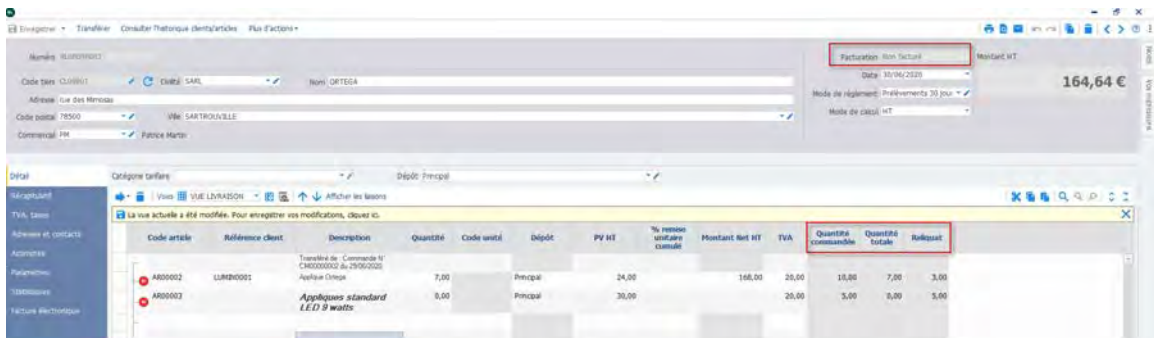 Enregistrer Transférer Consulter l'historique clients/articles Plus d'actions
Numéro
Facturation Non facturé Montant HT
Code tiers CL00001 Civilité SARL Nom ORTEGA
Date 30/06/2020 164,64 €
Adresse rue des Mimosas
Mode de règlement Prélèvements 30 jour
Code postal 78500 Ville SARTROUVILLE
Mode de calcul HT
Commercial PM Patrice Martin
Détail Catégorie tarifaire Dépôt Principal
Récapitulatif Vues VUE LIVRAISON Afficher les liaisons
TVA, taxes La vue actuelle a été modifiée. Pour enregistrer vos modifications, cliquez ici.
Adresses et contacts
Code article Référence client Description Quantité Code unité Dépôt PV HT % remise unitaire cumulé Montant Net HT TVA Quantité commandée Quantité totale Reliquat
Transféré de : Commande N°
CM00000002 du 29/06/2020
AR00002 LUMIN0001 Applique Ortega 7,00 Principal 24,00 168,00 20,00 10,00 7,00 3,00
AR00003 Appliques standard LED 9 watts 0,00 Principal 30,00 20,00 5,00 0,00 5,00
Paramètres
Statistiques
Facture électronique